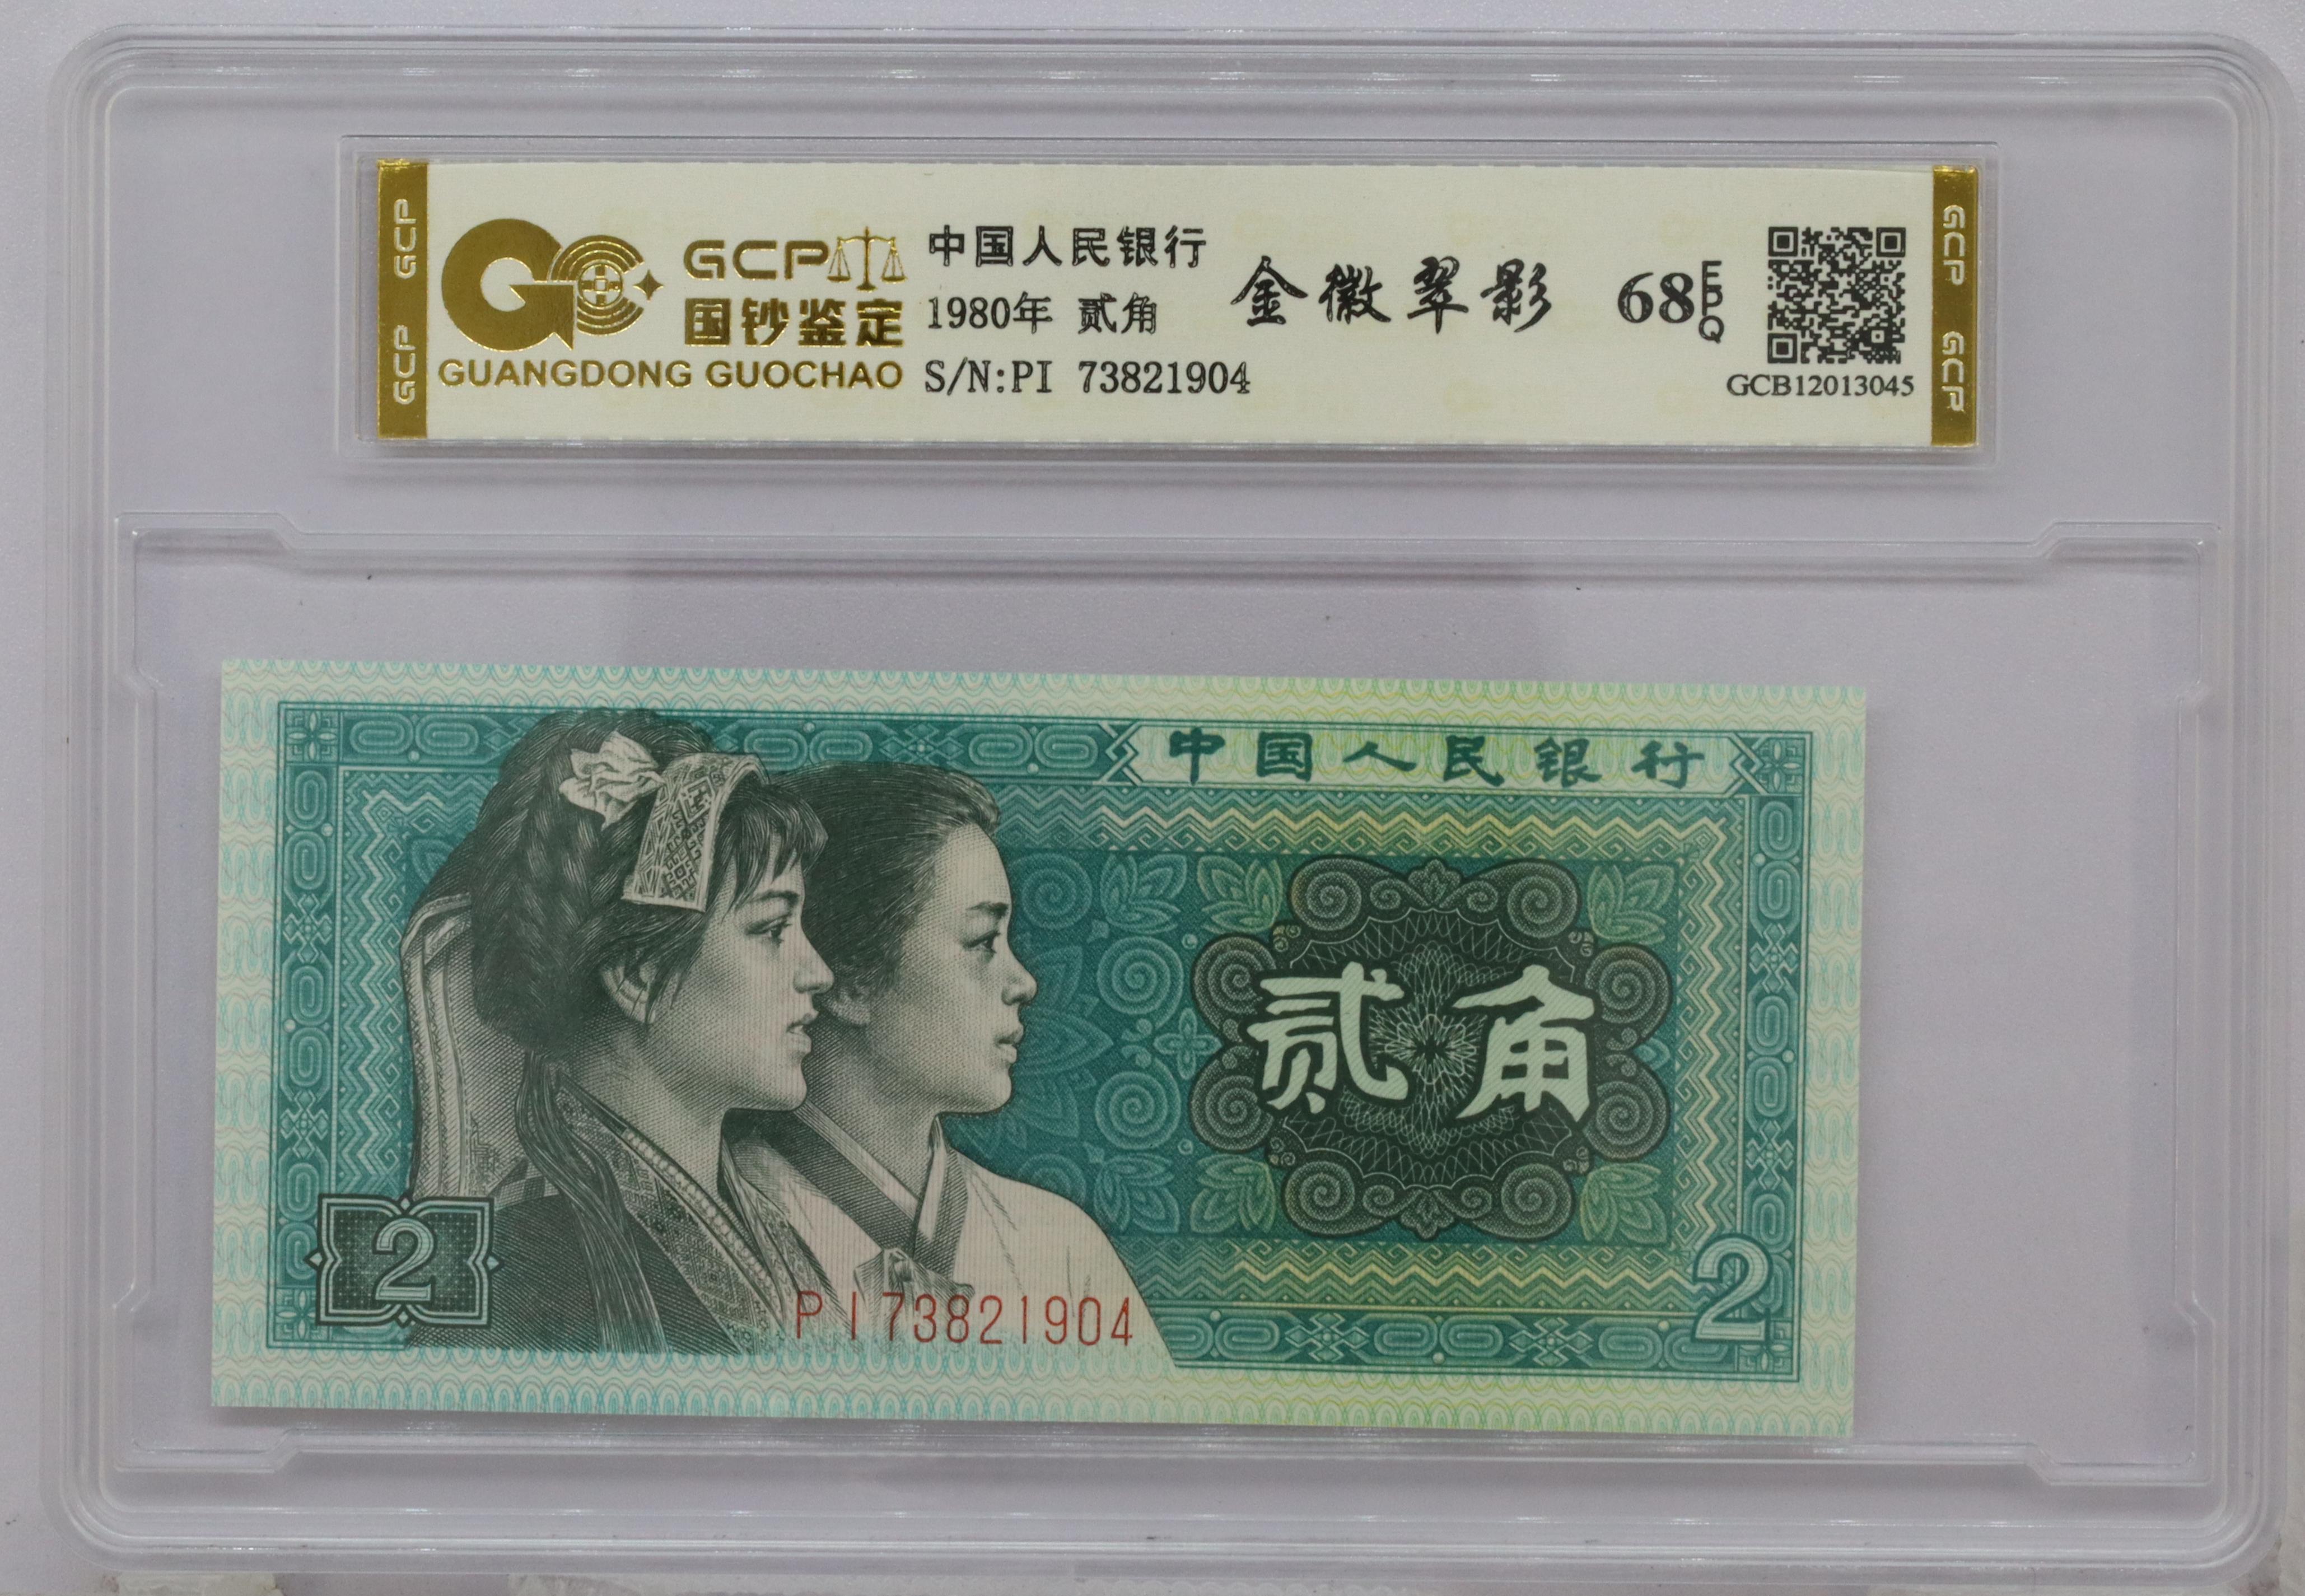 GCP GCP
GCP
国钞鉴定
GUANGDONG GUOCHAO
中国人民银行
1980年 贰角
S/N:PI 73821904
金徽翠影
68 EPQ
GCB12013045
GCP GCP
中国人民银行
贰角
2
2
PI73821904